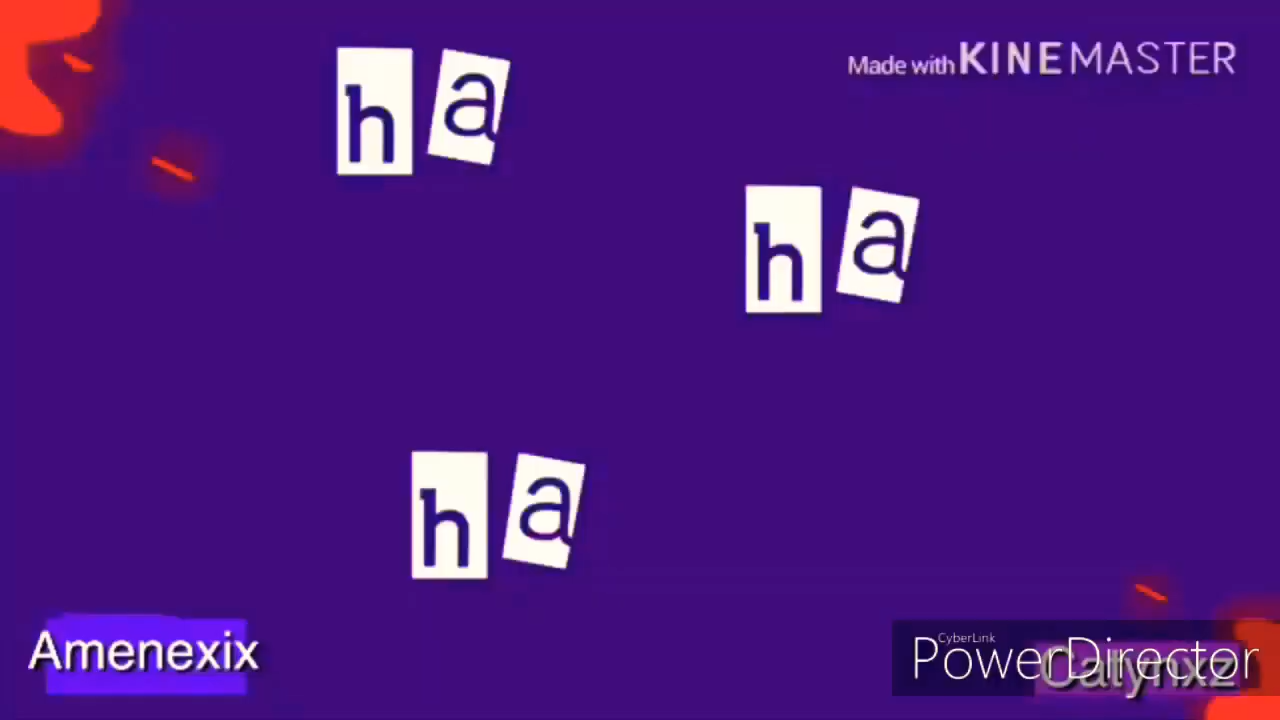 ha
Made with KINEMASTER
ha
ha
Amenexix
CyberLink
PowerDirector